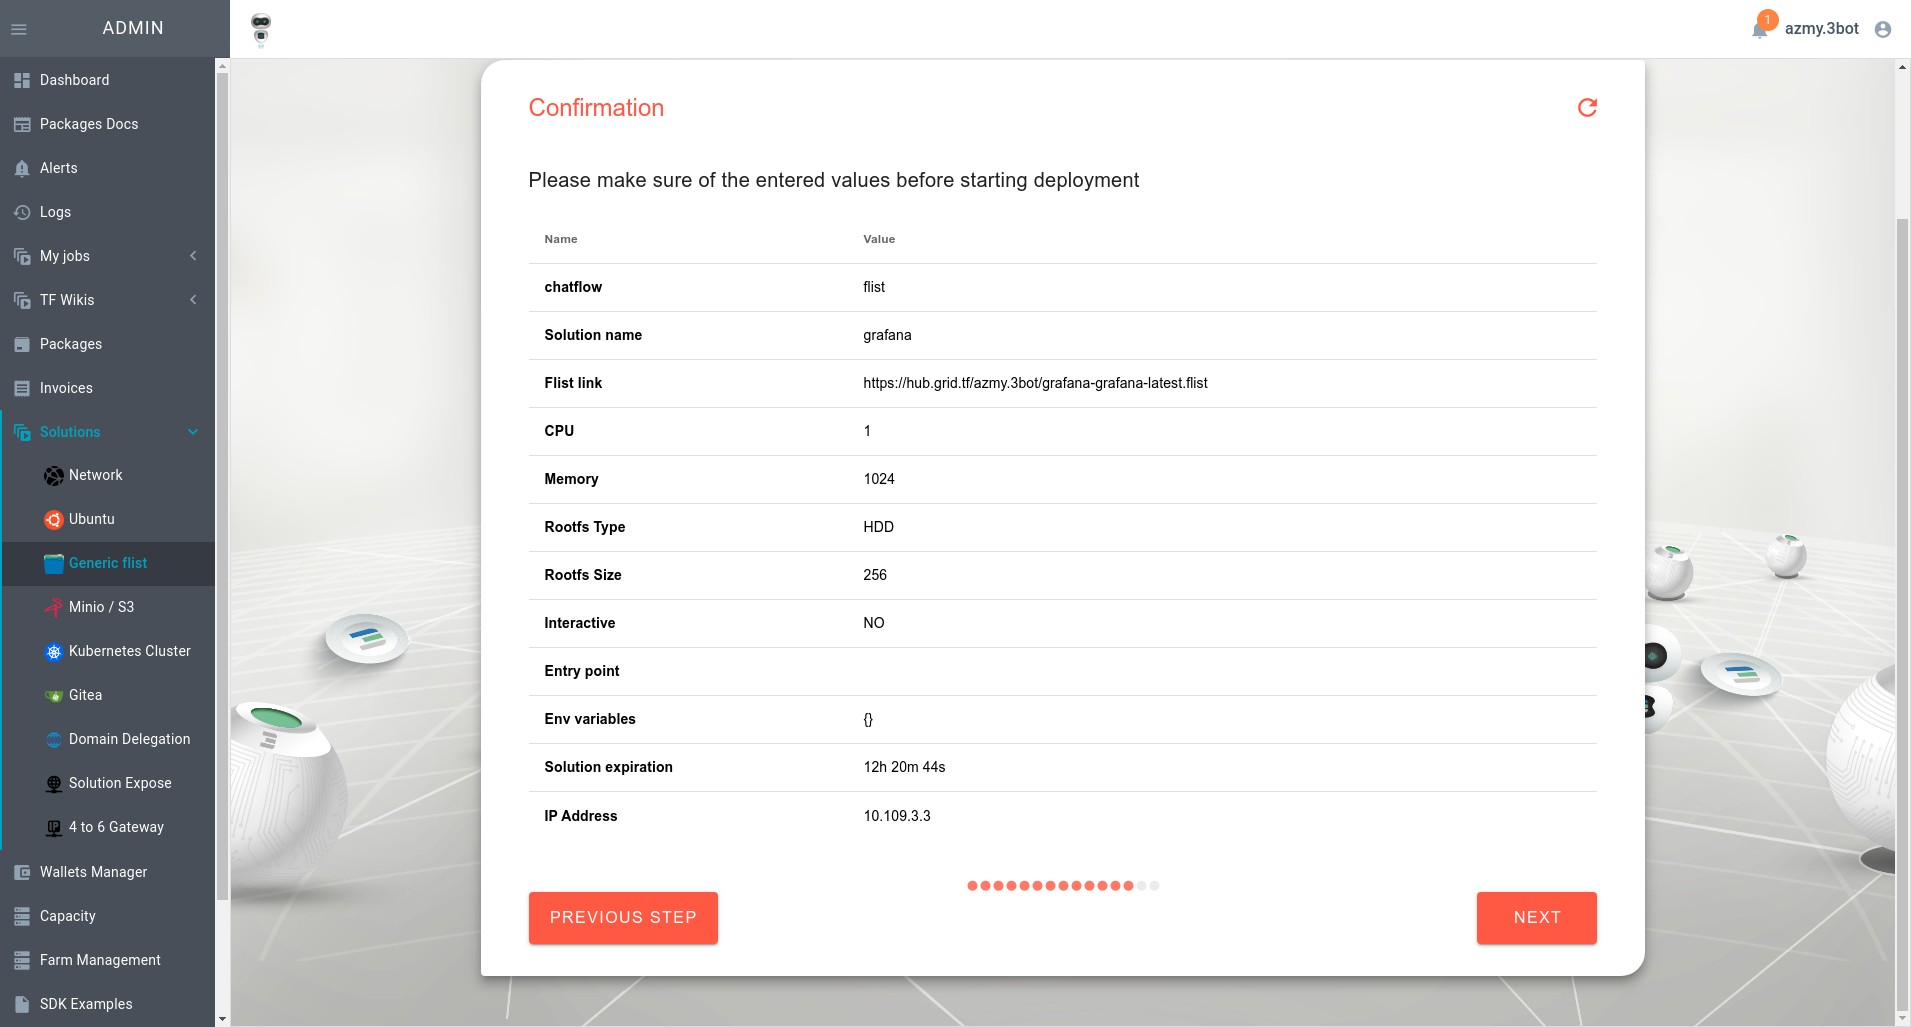 ADMIN
1
azmy.3bot
Dashboard
Packages Docs
Alerts
Logs
My jobs
TF Wikis
Packages
Invoices
Solutions
Network
Ubuntu
Generic flist
Minio / S3
Kubernetes Cluster
Gitea
Domain Delegation
Solution Expose
4 to 6 Gateway
Wallets Manager
Capacity
Farm Management
SDK Examples
Confirmation
Please make sure of the entered values before starting deployment
Name Value
chatflow flist
Solution name grafana
Flist link https://hub.grid.tf/azmy.3bot/grafana-grafana-latest.flist
CPU 1
Memory 1024
Rootfs Type HDD
Rootfs Size 256
Interactive NO
Entry point
Env variables {}
Solution expiration 12h 20m 44s
IP Address 10.109.3.3
PREVIOUS STEP NEXT